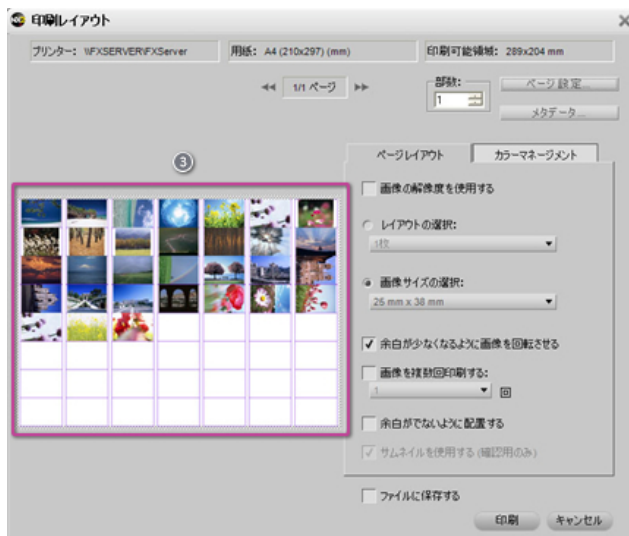 印刷レイアウト
プリンター: \\FXSERVER\FXServer
用紙: A4 (210x297) (mm)
印刷可能領域: 289x204 mm
1/1 ページ
部数:
1
ページ設定...
メタデータ...
3
ページレイアウト
カラーマネージメント
画像の解像度を使用する
レイアウトの選択:
1枚
画像サイズの選択:
25 mm x 38 mm
余白が少なくなるように画像を回転させる
画像を複数回印刷する:
1
回
余白がでないように配置する
サムネイルを使用する(確認用のみ)
ファイルに保存する
印刷
キャンセル